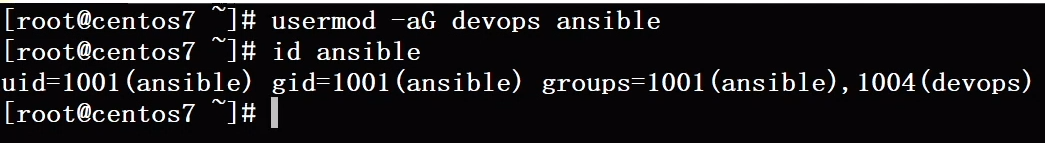 [root@centos7 ~]# usermod -aG devops ansible
[root@centos7 ~]# id ansible
uid=1001(ansible) gid=1001(ansible) groups=1001(ansible),1004(devops)
[root@centos7 ~]#